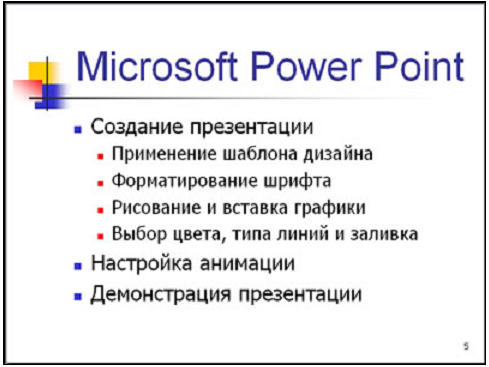 Microsoft Power Point
Создание презентации
Применение шаблона дизайна
Форматирование шрифта
Рисование и вставка графики
Выбор цвета, типа линий и заливка
Настройка анимации
Демонстрация презентации
5